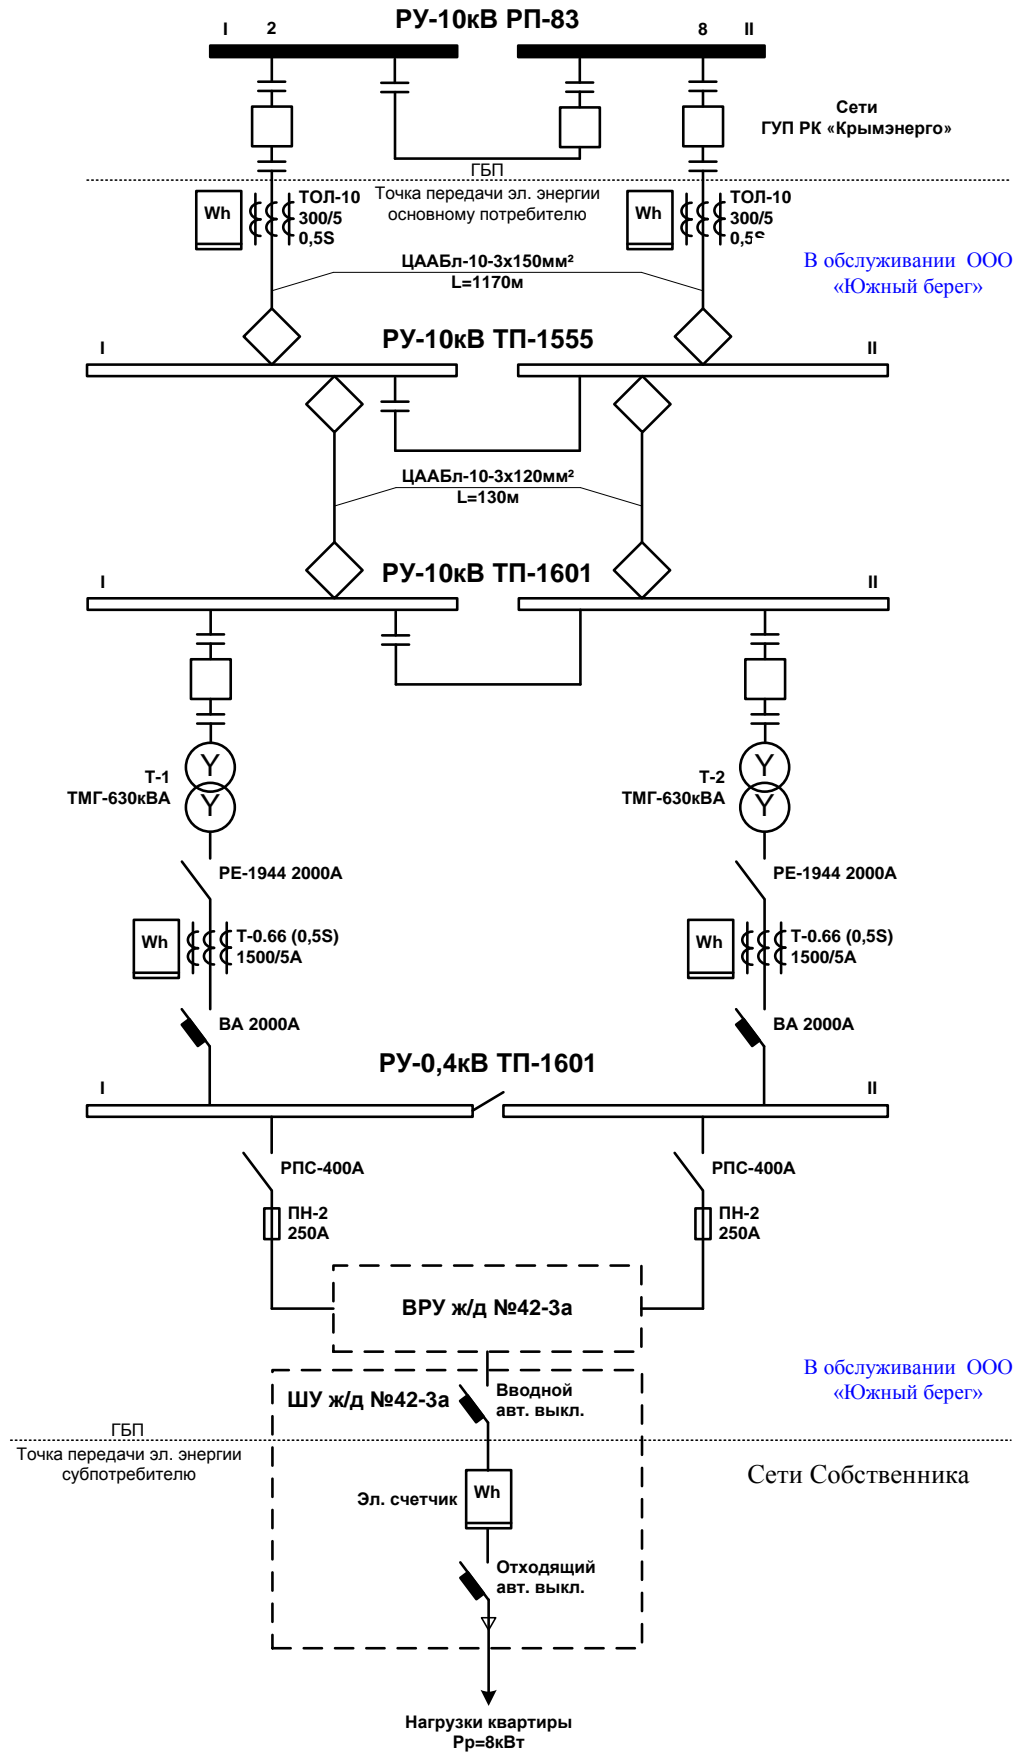 РУ-10кВ РП-83
I 2 8 II
Сети
ГУП РК «Крымэнерго»
ГБП
Точка передачи эл. энергии
основному потребителю
Wh ТОЛ-10
300/5
0,5S
Wh ТОЛ-10
300/5
0,5S
ЦААБл-10-3х150мм²
L=1170м
В обслуживании ООО
«Южный берег»
РУ-10кВ ТП-1555
I II
ЦААБл-10-3х120мм²
L=130м
РУ-10кВ ТП-1601
I II
Y Y
Y Y
Т-1
ТМГ-630кВА
Т-2
ТМГ-630кВА
РЕ-1944 2000А
РЕ-1944 2000А
Wh Т-0.66 (0,5S)
1500/5А
Wh Т-0.66 (0,5S)
1500/5А
ВА 2000А
ВА 2000А
РУ-0,4кВ ТП-1601
I II
РПС-400А
РПС-400А
ПН-2
250А
ПН-2
250А
ВРУ ж/д №42-3а
В обслуживании ООО
«Южный берег»
ШУ ж/д №42-3а
Вводной
авт. выкл.
ГБП
Точка передачи эл. энергии
субпотребителю
Сети Собственника
Эл. счетчик Wh
Отходящий
авт. выкл.
Нагрузки квартиры
Рр=8кВт